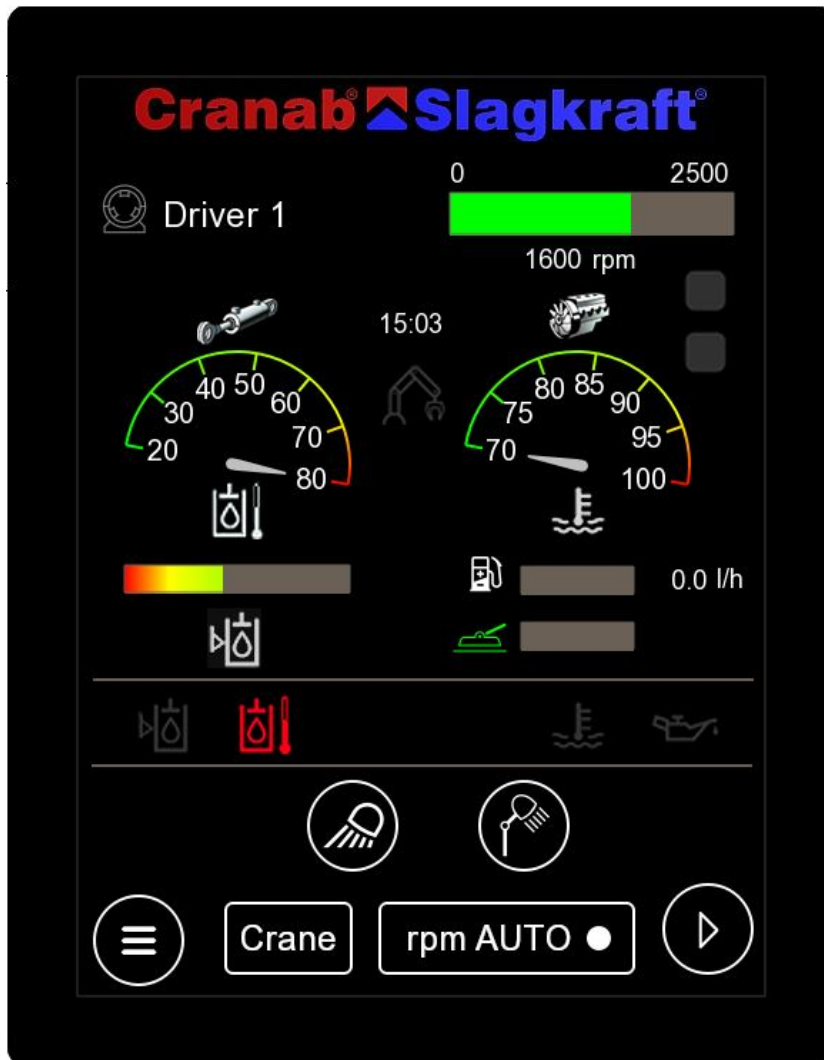 Cranab® Slagkraft®
0 2500
Driver 1
1600 rpm
15:03
20 30 40 50 60 70 80
70 75 80 85 90 95 100
0.0 l/h
Crane
rpm AUTO